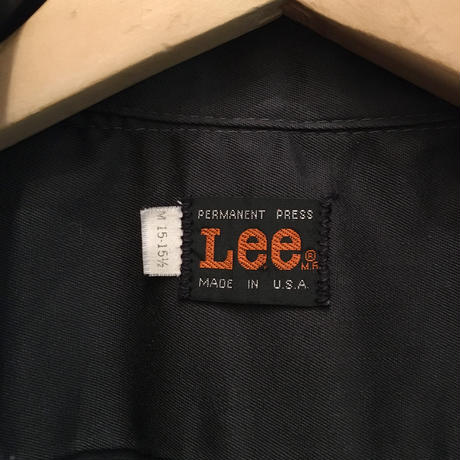 M 15-15½
PERMANENT PRESS
Lee®
M.R.
MADE IN U.S.A.